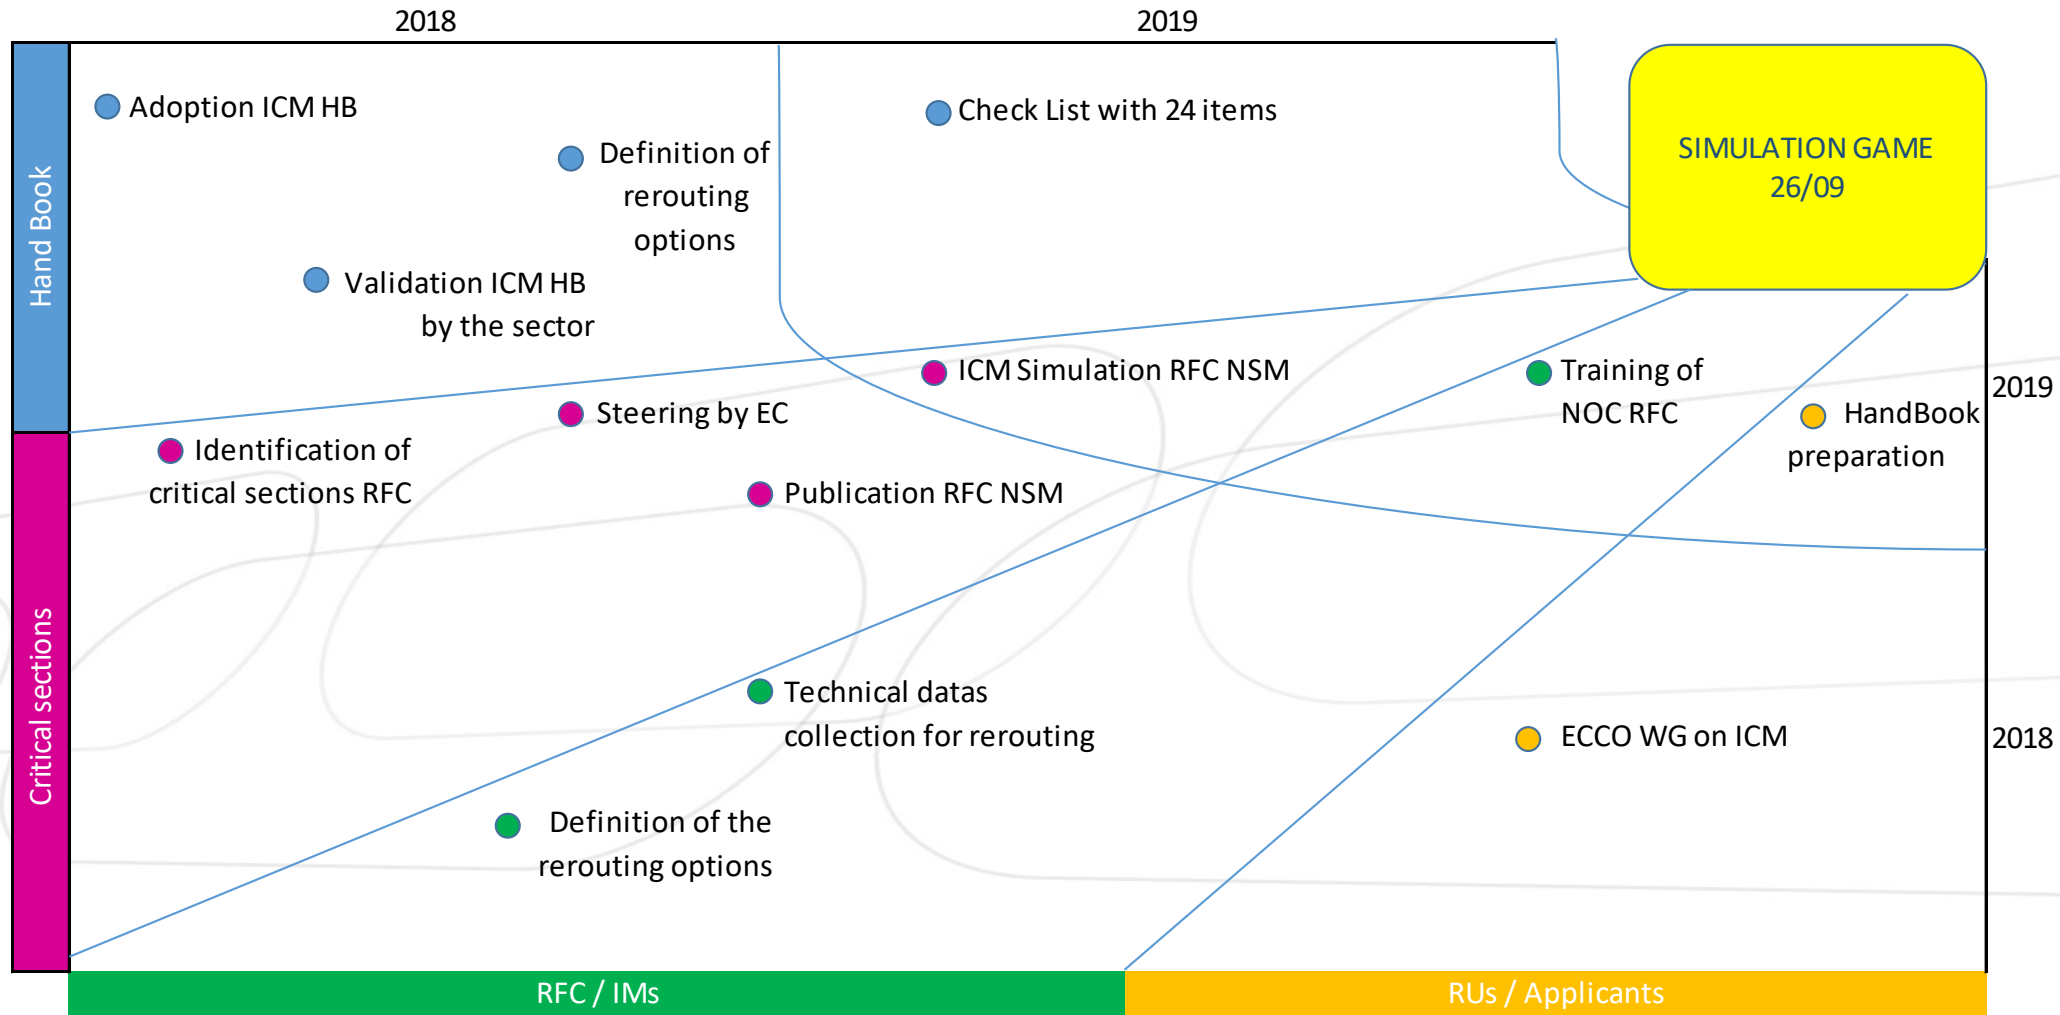 2018
2019
Adoption ICM HB
Check List with 24 items
Definition of
rerouting
options
SIMULATION GAME
26/09
Hand Book
Validation ICM HB
by the sector
ICM Simulation RFC NSM
Training of
NOC RFC
2019
Steering by EC
HandBook
preparation
Identification of
critical sections RFC
Publication RFC NSM
Critical sections
Technical datas
collection for rerouting
ECCO WG on ICM
2018
Definition of the
rerouting options
RFC / IMs
RUs / Applicants